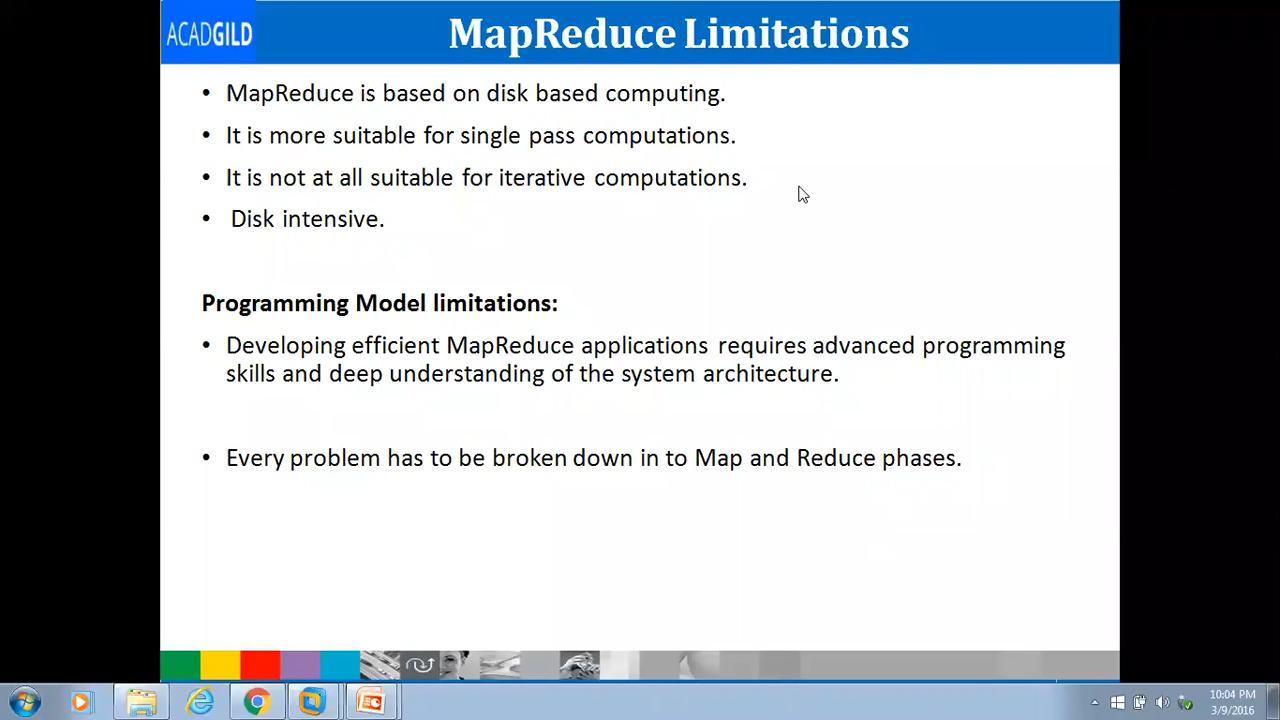 ACADGILD
MapReduce Limitations
• MapReduce is based on disk based computing.
• It is more suitable for single pass computations.
• It is not at all suitable for iterative computations.
• Disk intensive.
Programming Model limitations:
• Developing efficient MapReduce applications requires advanced programming
skills and deep understanding of the system architecture.
• Every problem has to be broken down in to Map and Reduce phases.
10:04 PM
3/9/2016